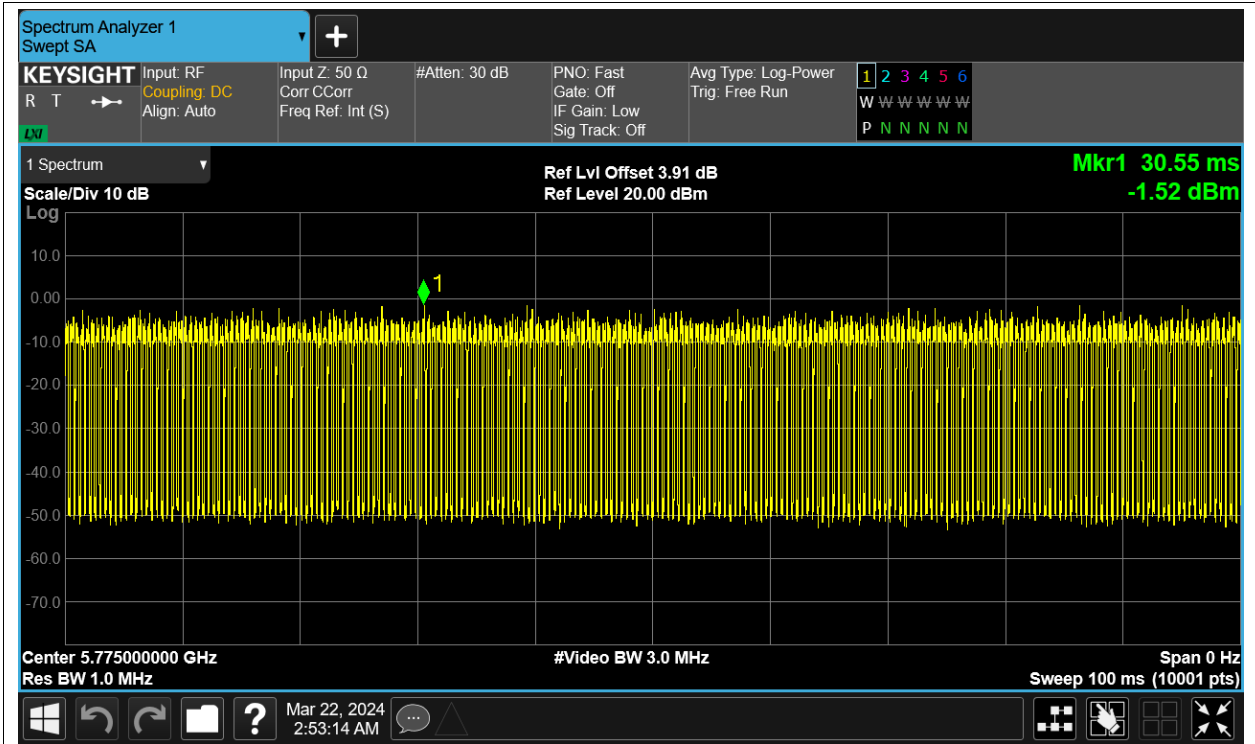 Spectrum Analyzer 1
Swept SA
+
KEYSIGHT
R T
LXI
Input: RF
Coupling: DC
Align: Auto
Input Z: 50 Ω
Corr CCorr
Freq Ref: Int (S)
#Atten: 30 dB
PNO: Fast
Gate: Off
IF Gain: Low
Sig Track: Off
Avg Type: Log-Power
Trig: Free Run
1 2 3 4 5 6
W W W W W W
P N N N N N
1 Spectrum
Scale/Div 10 dB
Ref Lvl Offset 3.91 dB
Ref Level 20.00 dBm
Mkr1 30.55 ms
-1.52 dBm
Log
1
10.0
0.00
-10.0
-20.0
-30.0
-40.0
-50.0
-60.0
-70.0
Center 5.775000000 GHz
Res BW 1.0 MHz
#Video BW 3.0 MHz
Span 0 Hz
Sweep 100 ms (10001 pts)
?
Mar 22, 2024
2:53:14 AM